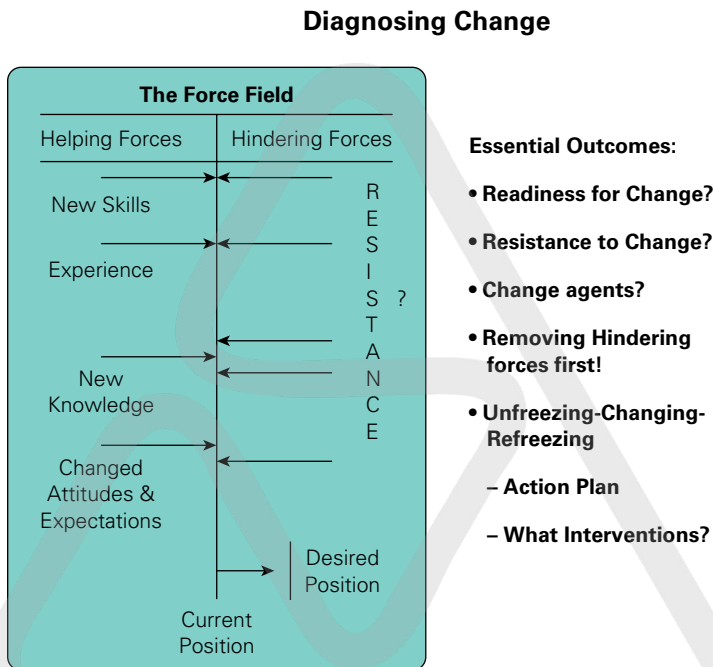 Diagnosing Change
The Force Field
Helping Forces
Hindering Forces
New Skills
Experience
New
Knowledge
Changed
Attitudes &
Expectations
RESISTANCE
?
Desired
Position
Current
Position
Essential Outcomes:
• Readiness for Change?
• Resistance to Change?
• Change agents?
• Removing Hindering
forces first!
• Unfreezing-Changing-
Refreezing
– Action Plan
– What Interventions?